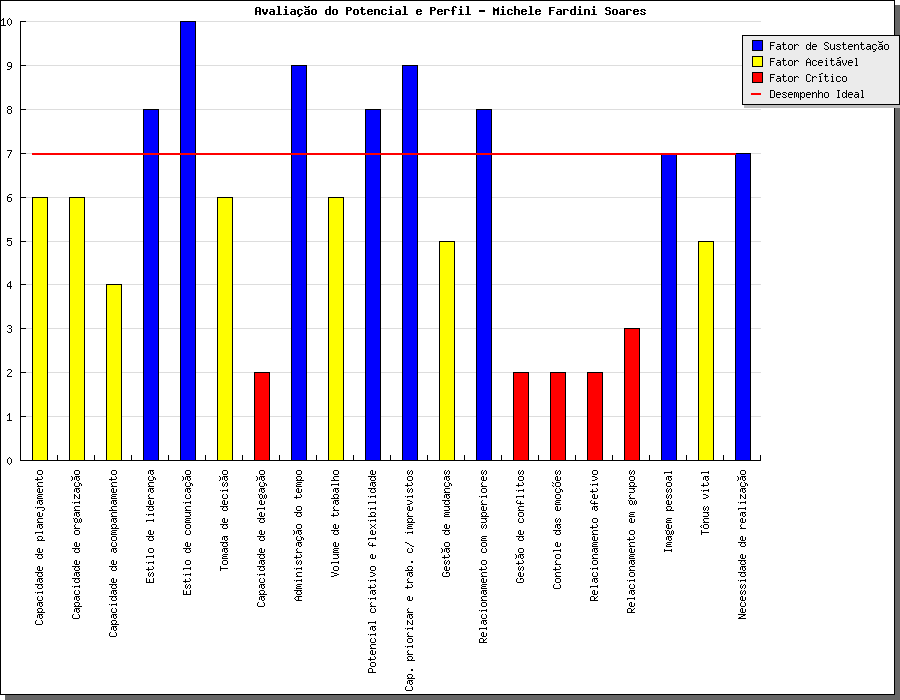 Avaliação do Potencial e Perfil - Michele Fardini Soares
Fator de Sustentação
Fator Aceitável
Fator Crítico
Desempenho Ideal
10
9
8
7
6
5
4
3
2
1
0
Capacidade de planejamento
Capacidade de organização
Capacidade de acompanhamento
Estilo de liderança
Estilo de comunicação
Tomada de decisão
Capacidade de delegação
Administração do tempo
Volume de trabalho
Potencial criativo e flexibilidade
Cap. priorizar e trab. c/ imprevistos
Gestão de mudanças
Relacionamento com superiores
Gestão de conflitos
Controle das emoções
Relacionamento afetivo
Relacionamento em grupos
Imagem pessoal
Tônus vital
Necessidade de realização